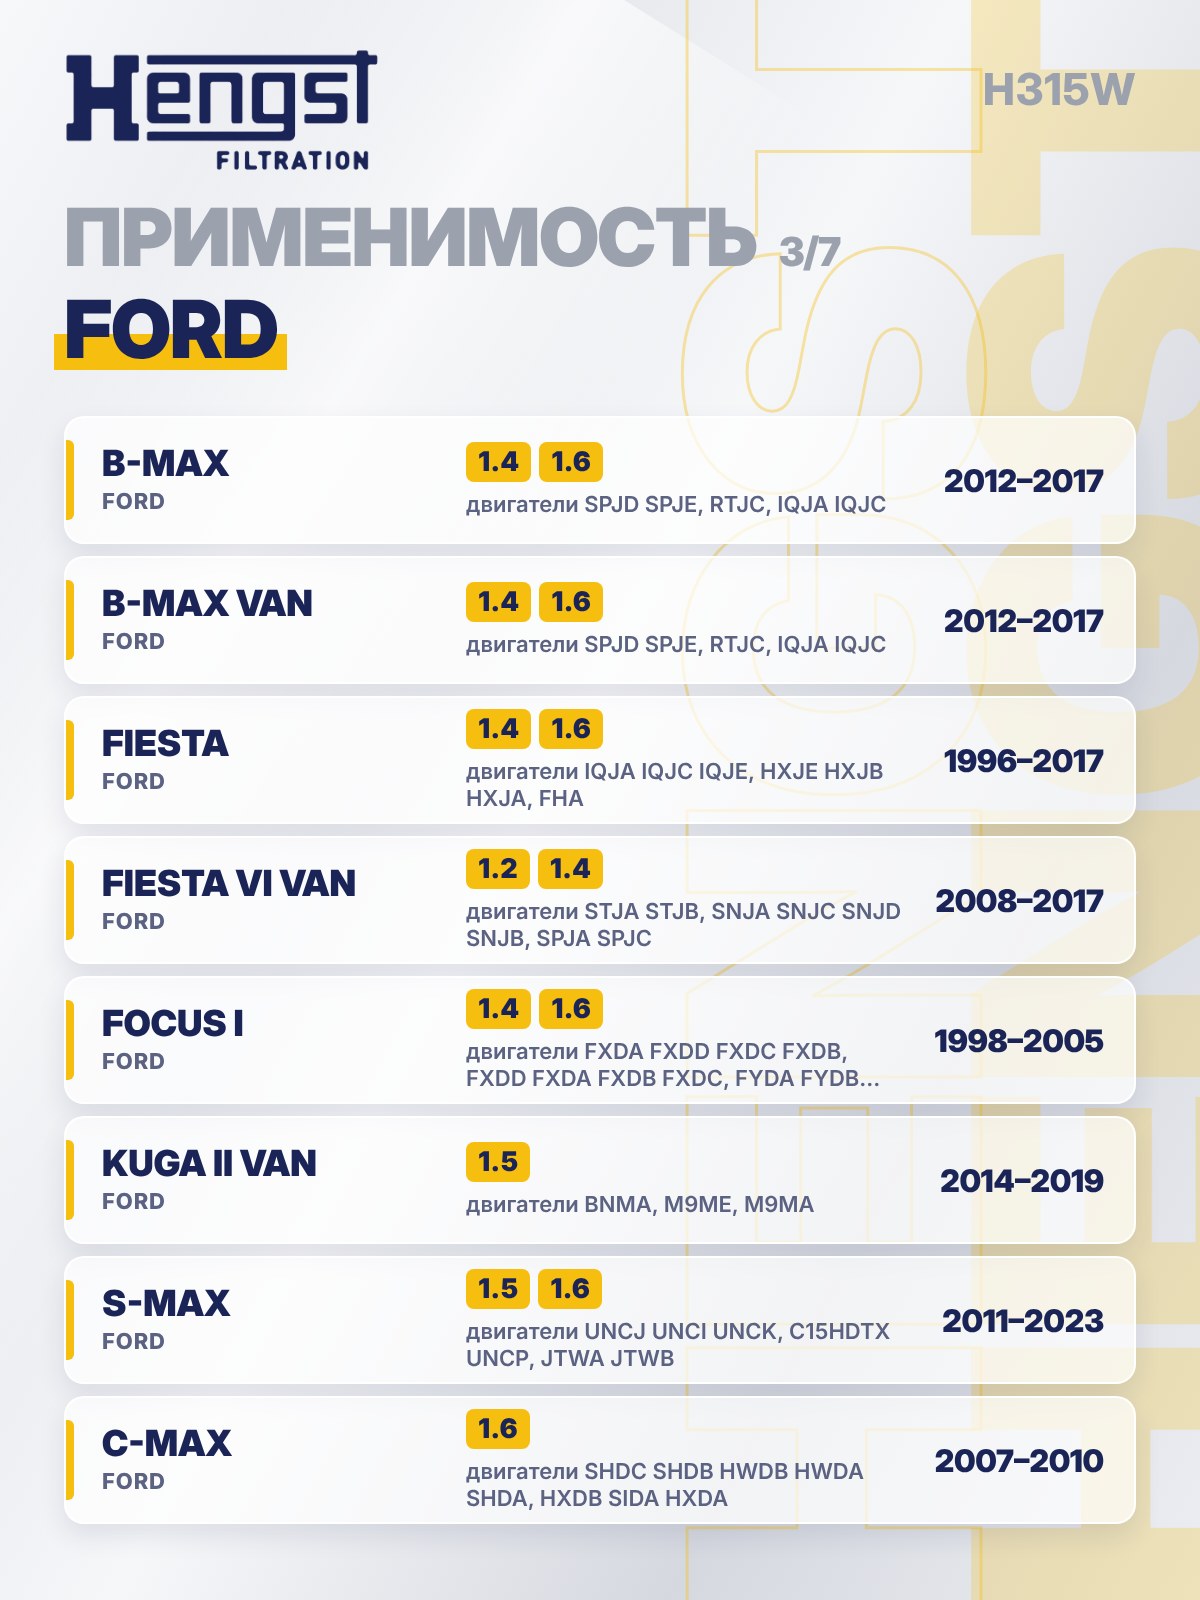 Hengst
FILTRATION
H315W
ПРИМЕНИМОСТЬ 3/7
FORD
B-MAX
FORD
1.4 1.6
двигатели SPJD SPJE, RTJC, IQJA IQJC
2012–2017
B-MAX VAN
FORD
1.4 1.6
двигатели SPJD SPJE, RTJC, IQJA IQJC
2012–2017
FIESTA
FORD
1.4 1.6
двигатели IQJA IQJC IQJE, HXJE HXJB
HXJA, FHA
1996–2017
FIESTA VI VAN
FORD
1.2 1.4
двигатели STJA STJB, SNJA SNJC SNJD
SNJB, SPJA SPJC
2008–2017
FOCUS I
FORD
1.4 1.6
двигатели FXDA FXDD FXDC FXDB,
FXDD FXDA FXDB FXDC, FYDA FYDB...
1998–2005
KUGA II VAN
FORD
1.5
двигатели BNMA, M9ME, M9MA
2014–2019
S-MAX
FORD
1.5 1.6
двигатели UNCJ UNCI UNCK, C15HDTX
UNCP, JTWA JTWB
2011–2023
C-MAX
FORD
1.6
двигатели SHDC SHDB HWDB HWDA
SHDA, HXDB SIDA HXDA
2007–2010
HENGST
HENGST